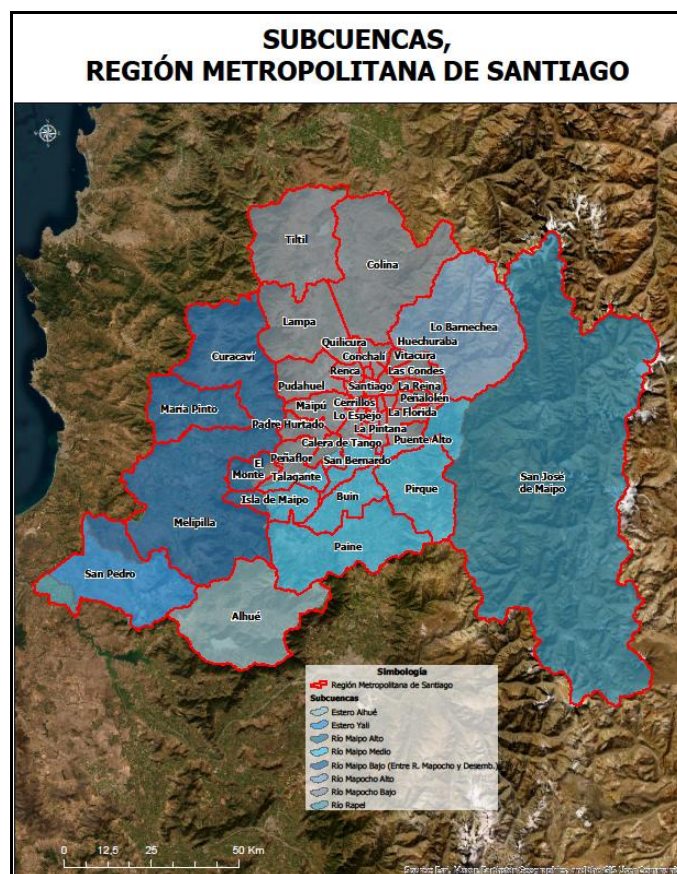 SUBCUENCAS,
REGIÓN METROPOLITANA DE SANTIAGO
Tiltil
Colina
Lampa
Lo Barnechea
Quilicura
Huechuraba
Curacaví
Conchalí
Vitacura
Renca
Las Condes
Pudahuel
Santiago
La Reina
Peñalolén
María Pinto
Maipú
Cerrillos
Lo Espejo
La Florida
Padre Hurtado
La Pintana
Calera de Tango
Puente Alto
El Monte
Peñaflor
San Bernardo
Talagante
San José
de Maipo
Pirque
Isla de Maipo
Buin
Melipilla
Paine
San Pedro
Alhué
Simbología
Región Metropolitana de Santiago
Subcuencas
Estero Alhué
Estero Yali
Río Maipo Alto
Río Maipo Medio
Río Maipo Bajo (Entre R. Mapocho y Desemb.)
Río Mapocho Alto
Río Mapocho Bajo
Río Rapel
0 12,5 25 50 Km